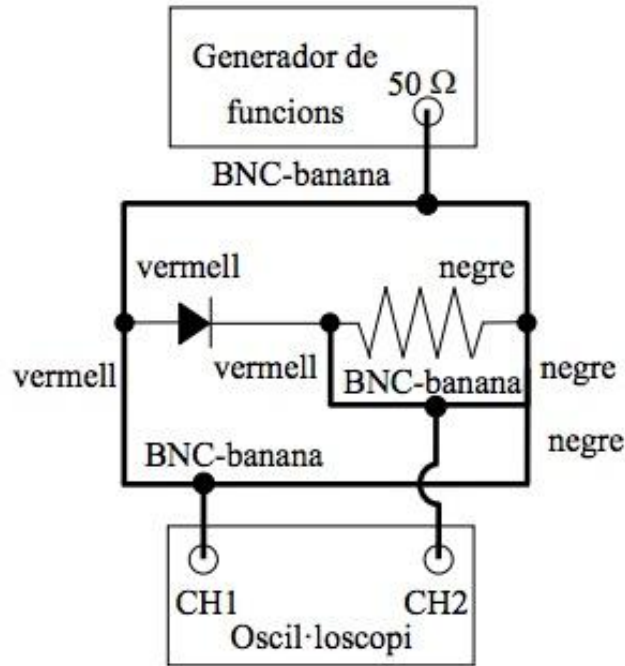 Generador de
funcions
50 Ω
BNC-banana
vermell
negre
vermell
vermell
BNC-banana
negre
BNC-banana
negre
CH1
CH2
Oscil·loscopi